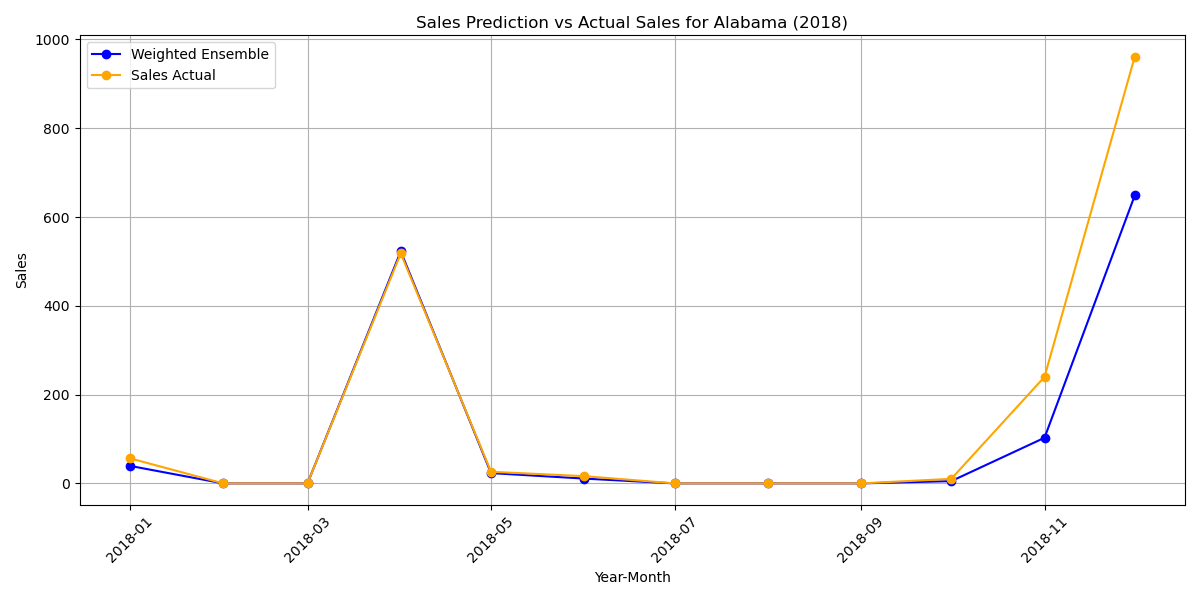 Sales Prediction vs Actual Sales for Alabama (2018)
Weighted Ensemble
Sales Actual
1000
800
600
400
200
0
Sales
2018-01
2018-03
2018-05
2018-07
2018-09
2018-11
Year-Month